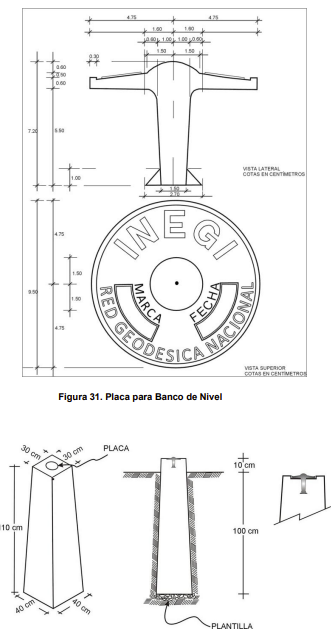 4.75 4.75
1.60 1.60
0.60 1.00 1.00 0.60
1.50 1.50
0.30
0.60
0.50
0.60
7.20
5.50
1.00
VISTA LATERAL
COTAS EN CENTÍMETROS
1.50
2.70
INEGI
4.75
1.50
9.50
1.50
4.75
MARCA
FECHA
RED GEODESICA NACIONAL
VISTA SUPERIOR
COTAS EN CENTÍMETROS
Figura 31. Placa para Banco de Nivel
PLACA
30 cm
30 cm
10 cm
110 cm
100 cm
40 cm
40 cm
PLANTILLA